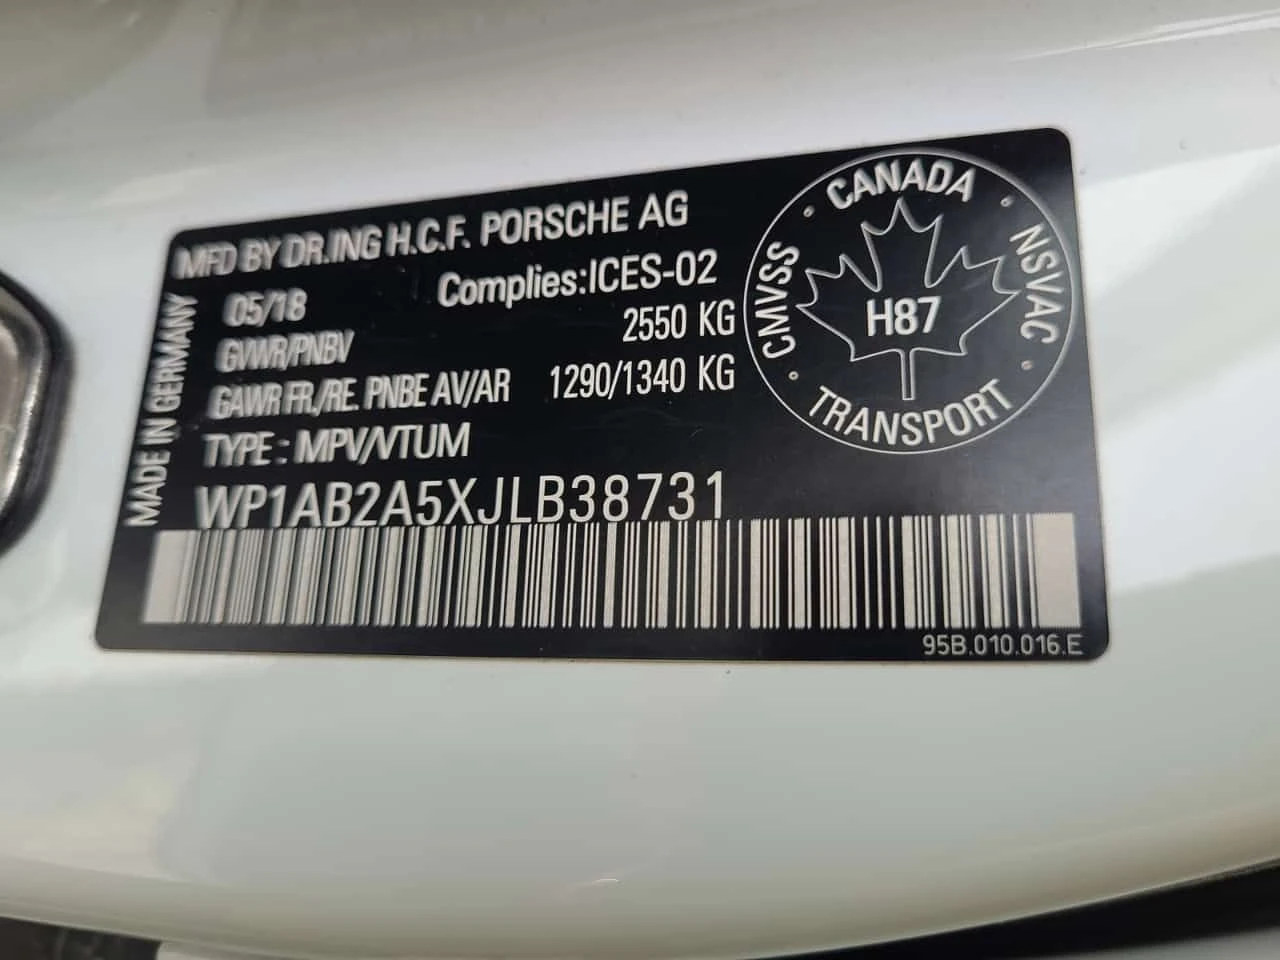 MFD BY DR.ING H.C.F. PORSCHE AG
05/18 Complies:ICES-02
GVWR/PNBV 2550 KG
GAWR FR./RE. PNBE AV/AR 1290/1340 KG
TYPE : MPV/VTUM
WP1AB2A5XJLB38731
MADE IN GERMANY
CANADA
CMVSS
NSVAC
H87
TRANSPORT
95B.010.016.E